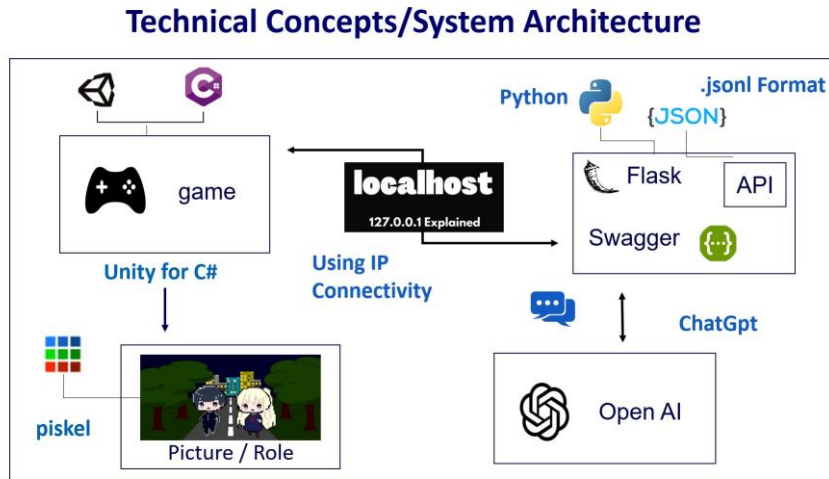 Technical Concepts/System Architecture
C#
Python
.jsonl Format
{JSON}
game
localhost
127.0.0.1 Explained
Flask
API
Swagger
{...}
Unity for C#
Using IP
Connectivity
ChatGpt
piskel
Picture / Role
Open AI